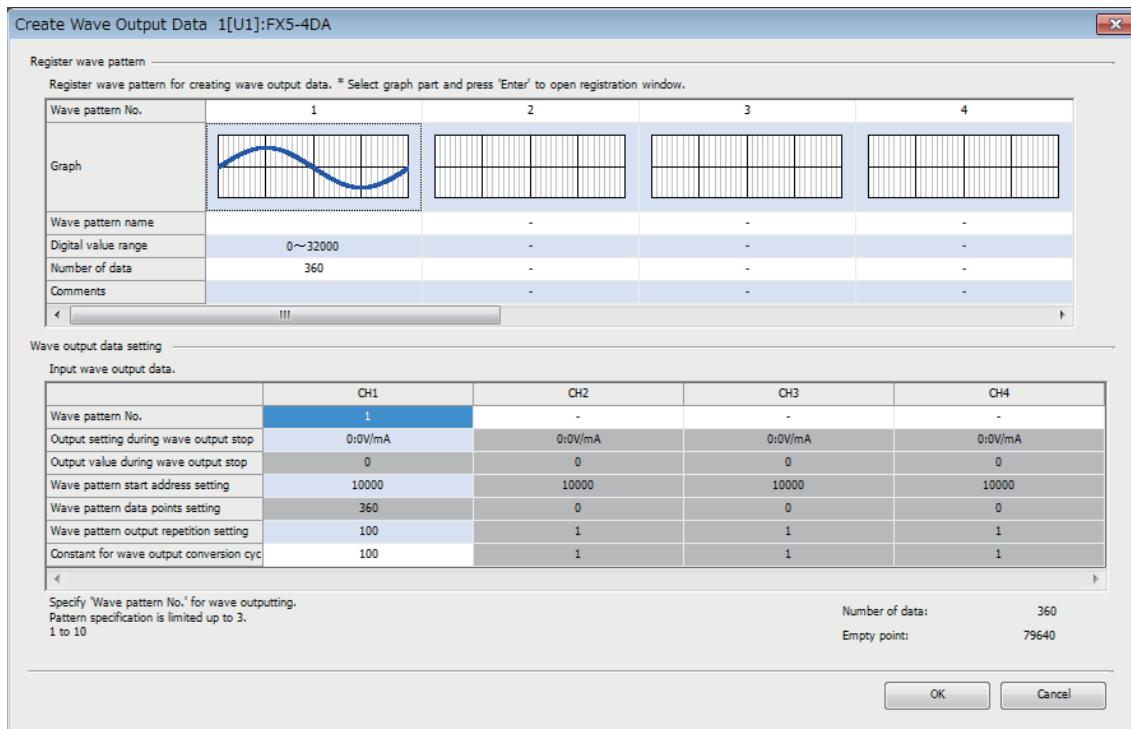 Create Wave Output Data 1[U1]:FX5-4DA
Register wave pattern
Register wave pattern for creating wave output data. * Select graph part and press 'Enter' to open registration window.
Wave pattern No. 1 2 3 4
Graph
Wave pattern name - - -
Digital value range 0～32000 - - -
Number of data 360 - - -
Comments - - -
Wave output data setting
Input wave output data.
CH1 CH2 CH3 CH4
Wave pattern No. 1 - - -
Output setting during wave output stop 0:0V/mA 0:0V/mA 0:0V/mA 0:0V/mA
Output value during wave output stop 0 0 0 0
Wave pattern start address setting 10000 10000 10000 10000
Wave pattern data points setting 360 0 0 0
Wave pattern output repetition setting 100 1 1 1
Constant for wave output conversion cyc 100 1 1 1
Specify 'Wave pattern No.' for wave outputting.
Pattern specification is limited up to 3.
1 to 10
Number of data: 360
Empty point: 79640
OK Cancel